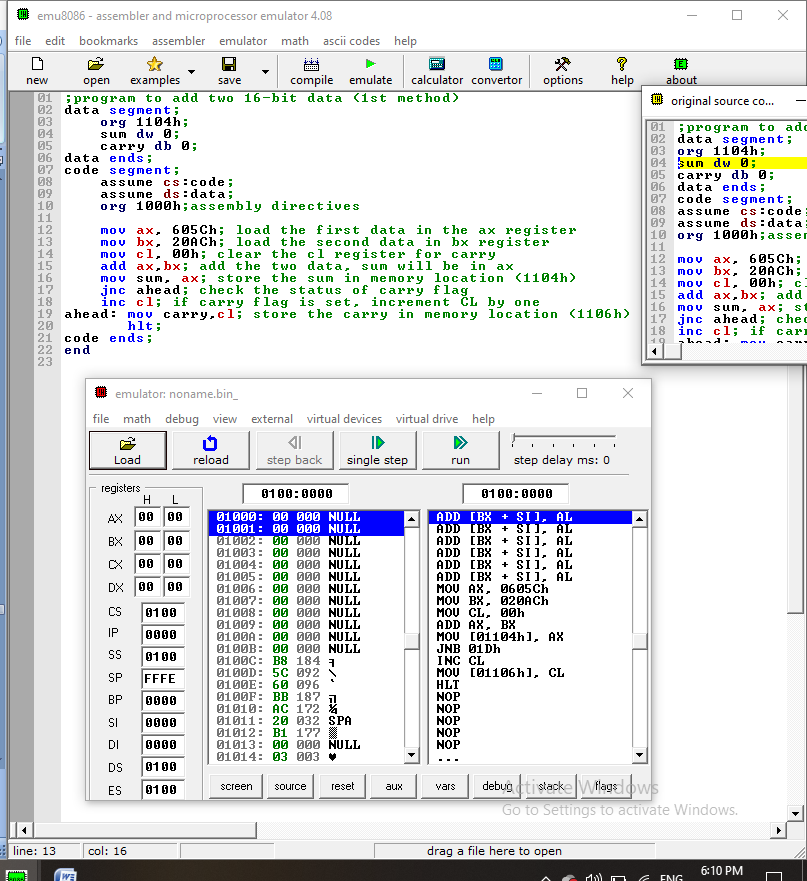 emu8086 - assembler and microprocessor emulator 4.08
file edit bookmarks assembler emulator math ascii codes help
new open examples save compile emulate calculator convertor options help about
01 ;program to add two 16-bit data (1st method)
02 data segment;
03 org 1104h;
04 sum dw 0;
05 carry db 0;
06 data ends;
07 code segment;
08 assume cs:code;
09 assume ds:data;
10 org 1000h;assembly directives
11
12 mov ax, 605Ch; load the first data in the ax register
13 mov bx, 20ACh; load the second data in bx register
14 mov cl, 00h; clear the cl register for carry
15 add ax,bx; add the two data, sum will be in ax
16 mov sum, ax; store the sum in memory location (1104h)
17 jnc ahead; check the status of carry flag
18 inc cl; if carry flag is set, increment CL by one
19 ahead: mov carry,cl; store the carry in memory location (1106h)
20 hlt;
21 code ends;
22 end
23
original source co...
01 ;program to add
02 data segment;
03 org 1104h;
04 sum dw 0;
05 carry db 0;
06 data ends;
07 code segment;
08 assume cs:code;
09 assume ds:data;
10 org 1000h;asse
11
12 mov ax, 605Ch;
13 mov bx, 20ACh;
14 mov cl, 00h; cl
15 add ax,bx; add
16 mov sum, ax; st
17 jnc ahead; chec
18 inc cl; if carr
emulator: noname.bin_
file math debug view external virtual devices virtual drive help
Load reload step back single step run step delay ms: 0
registers
H L
AX 00 00
BX 00 00
CX 00 00
DX 00 00
CS 0100
IP 0000
SS 0100
SP FFFE
BP 0000
SI 0000
DI 0000
DS 0100
ES 0100
0100:0000
01000: 00 000 NULL
01001: 00 000 NULL
01002: 00 000 NULL
01003: 00 000 NULL
01004: 00 000 NULL
01005: 00 000 NULL
01006: 00 000 NULL
01007: 00 000 NULL
01008: 00 000 NULL
01009: 00 000 NULL
0100A: 00 000 NULL
0100B: 00 000 NULL
0100C: B8 184 ╕
0100D: 5C 092 \
0100E: 60 096 `
0100F: BB 187 ╗
01010: AC 172 ¼
01011: 20 032 SPA
01012: B1 177 ▒
01013: 00 000 NULL
01014: 03 003 ♥
0100:0000
ADD [BX + SI], AL
ADD [BX + SI], AL
ADD [BX + SI], AL
ADD [BX + SI], AL
ADD [BX + SI], AL
ADD [BX + SI], AL
MOV AX, 0605Ch
MOV BX, 020ACh
MOV CL, 00h
ADD AX, BX
MOV [01104h], AX
JNB 01Dh
INC CL
MOV [01106h], CL
HLT
NOP
NOP
NOP
NOP
NOP
...
screen source reset aux vars debug stack flags
Activate Windows
Go to Settings to activate Windows.
line: 13 col: 16 drag a file here to open
ENG 6:10 PM